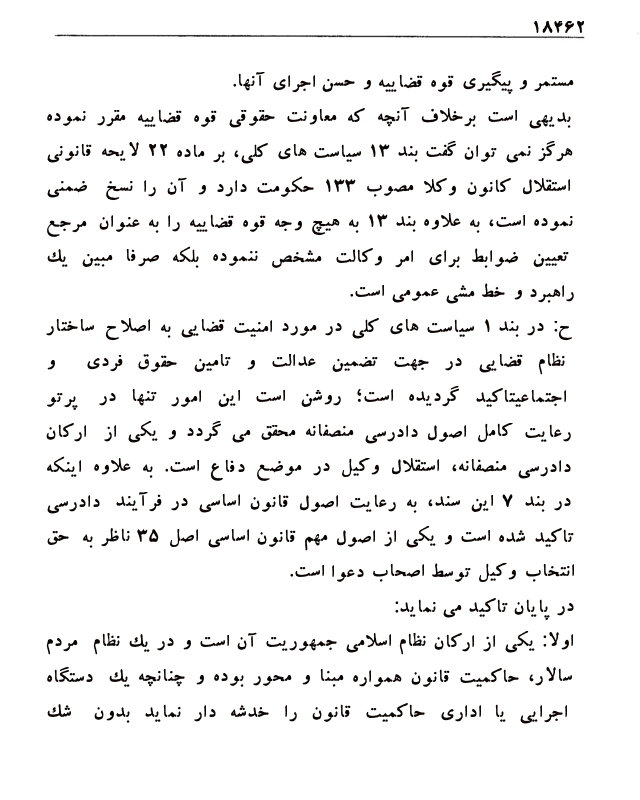 ۱۸۴۶۲
مستمر و پیگیری قوه قضاییه و حسن اجرای آنها.
بدیهی است برخلاف آنچه که معاونت حقوقی قوه قضاییه مقرر نموده
هرگز نمی توان گفت بند ۱۳ سیاست های کلی، بر ماده ۲۲ لایحه قانونی
استقلال کانون وکلا مصوب ۱۳۳ حکومت دارد و آن را نسخ ضمنی
نموده است، به علاوه بند ۱۳ به هیچ وجه قوه قضاییه را به عنوان مرجع
تعیین ضوابط برای امر وکالت مشخص ننموده بلکه صرفا مبین یك
راهبرد و خط مشی عمومی است.
ح: در بند ۱ سیاست های کلی در مورد امنیت قضایی به اصلاح ساختار
نظام قضایی در جهت تضمین عدالت و تامین حقوق فردی و
اجتماعیتاکید گردیده است؛ روشن است این امور تنها در پرتو
رعایت کامل اصول دادرسی منصفانه محقق می گردد و یکی از ارکان
دادرسی منصفانه، استقلال وکیل در موضع دفاع است. به علاوه اینکه
در بند ۷ این سند، به رعایت اصول قانون اساسی در فرآیند دادرسی
تاکید شده است و یکی از اصول مهم قانون اساسی اصل ۳۵ ناظر به حق
انتخاب وکیل توسط اصحاب دعوا است.
در پایان تاکید می نماید:
اولا: یکی از ارکان نظام اسلامی جمهوریت آن است و در یك نظام مردم
سالار، حاکمیت قانون همواره مبنا و محور بوده و چنانچه یك دستگاه
اجرایی یا اداری حاکمیت قانون را خدشه دار نماید بدون شك